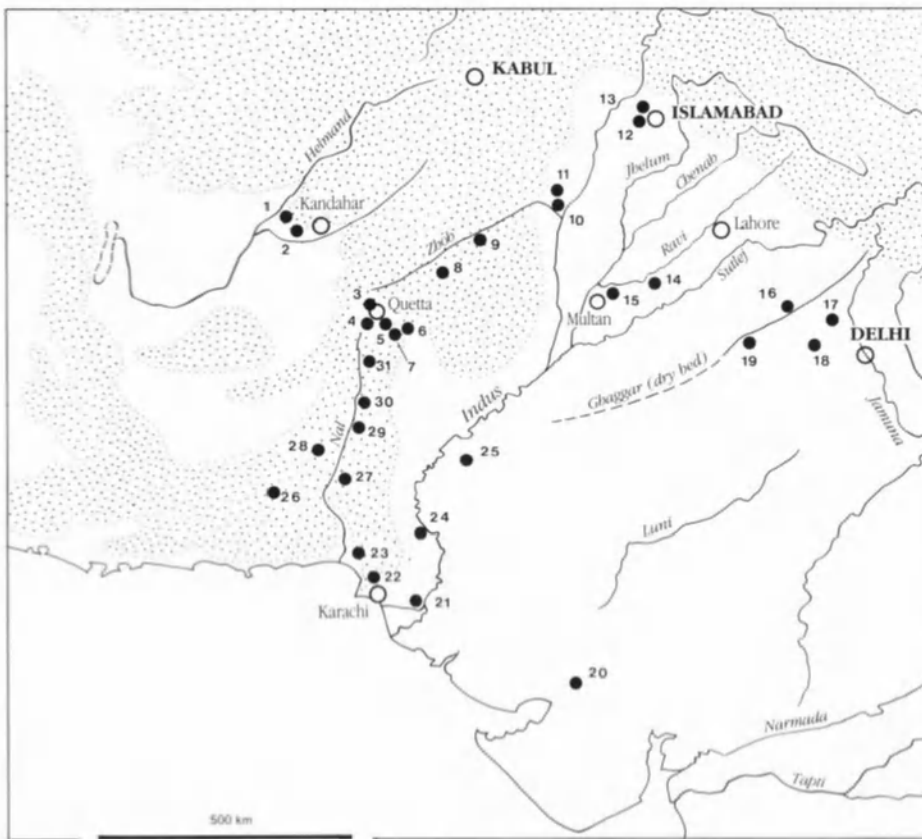 KABUL
13
ISLAMABAD
12
Helmand
Jhelum
Chenab
11
1
Kandahar
10
2
Zhob
9
Ravi
Lahore
8
Sutlej
14
15
3
Quetta
Multan
16
17
4
5
6
DELHI
7
19
18
31
Ghaggar (dry bed)
Indus
30
Jamuna
Nal
29
28
25
27
26
24
Luni
23
22
21
Karachi
20
Narmada
Tapti
500 km